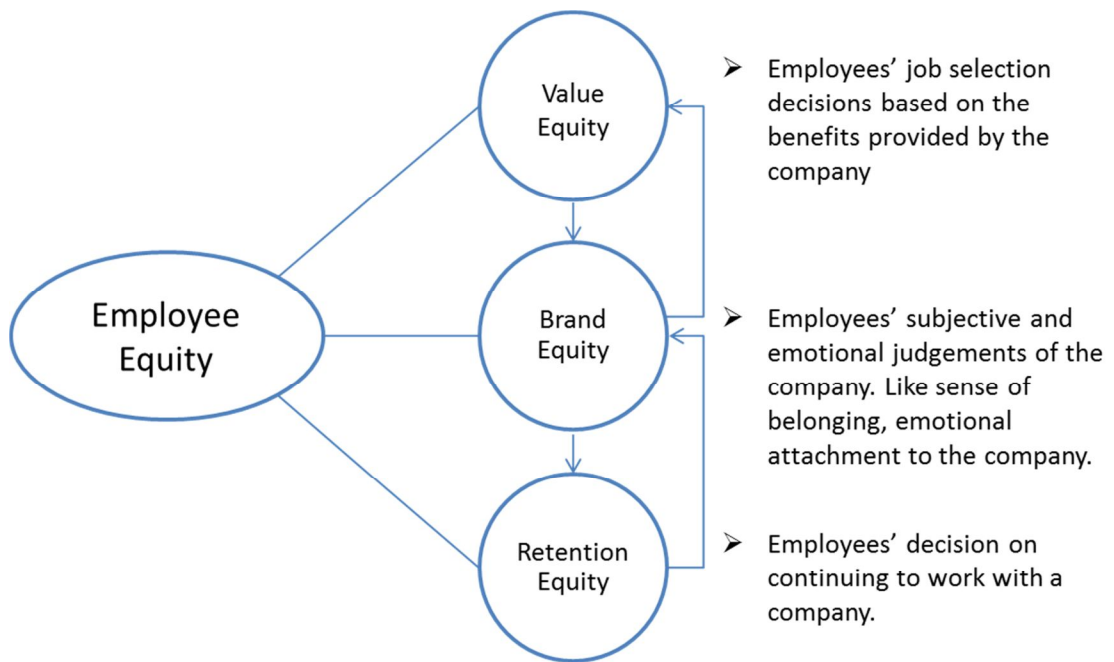 Employee
Equity
Value
Equity
Brand
Equity
Retention
Equity
➢ Employees’ job selection
decisions based on the
benefits provided by the
company
➢ Employees’ subjective and
emotional judgements of the
company. Like sense of
belonging, emotional
attachment to the company.
➢ Employees’ decision on
continuing to work with a
company.